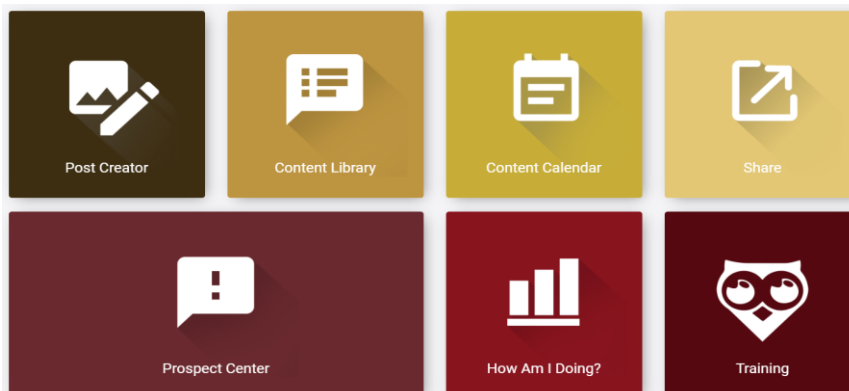 Post Creator
Content Library
Content Calendar
Share
Prospect Center
How Am I Doing?
Training